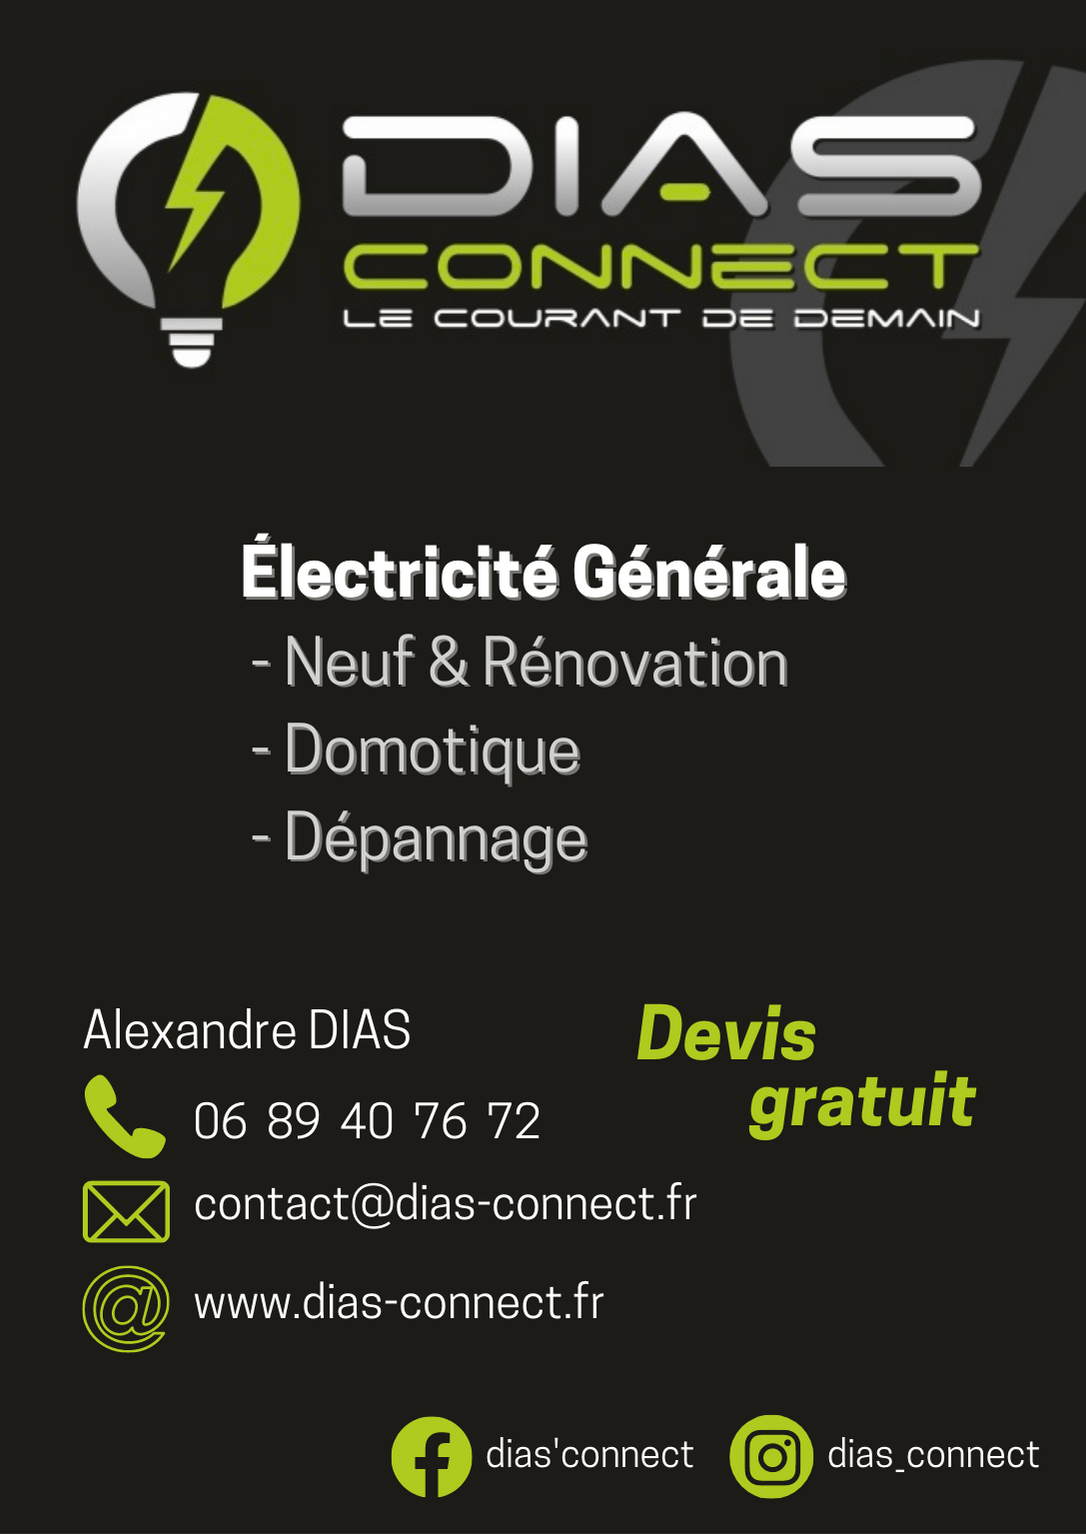 DIAS
CONNECT
LE COURANT DE DEMAIN
Électricité Générale
- Neuf & Rénovation
- Domotique
- Dépannage
Alexandre DIAS
06 89 40 76 72
contact@dias-connect.fr
www.dias-connect.fr
Devis
gratuit
dias'connect
dias_connect